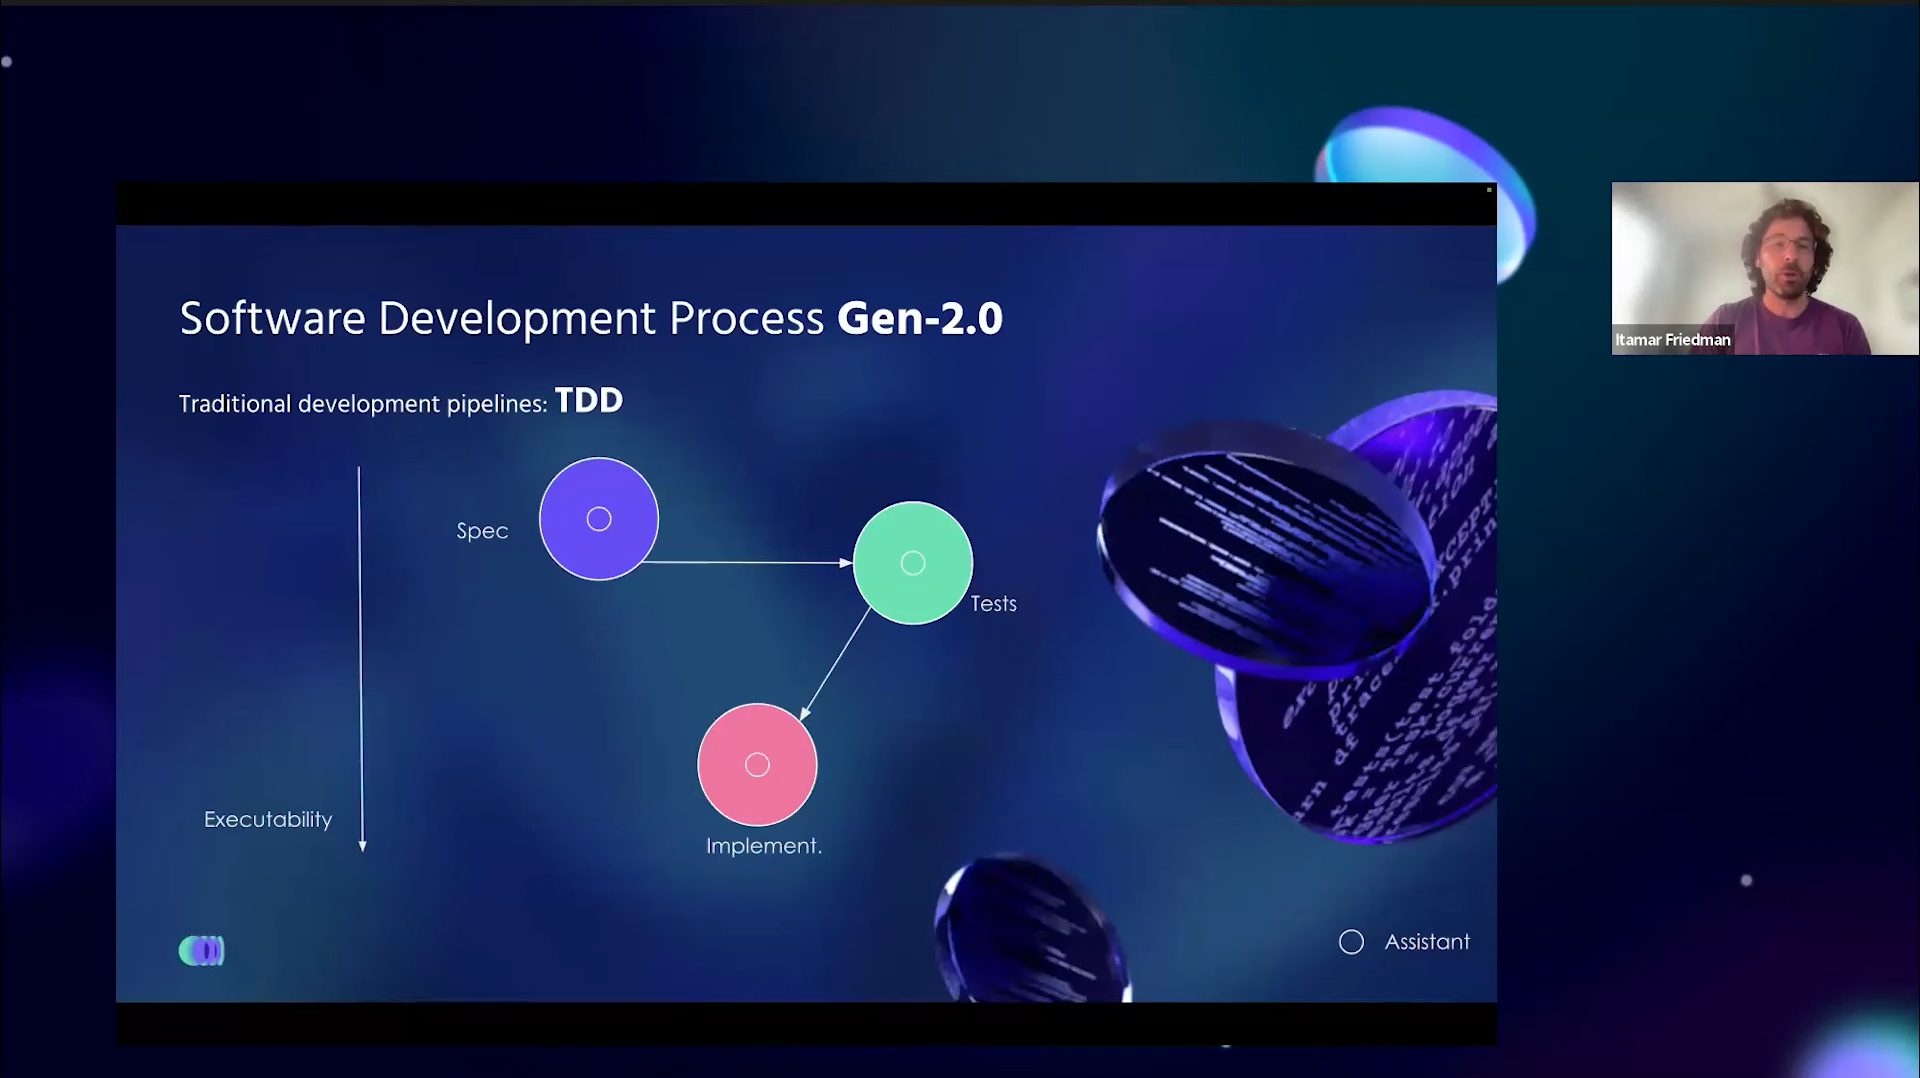 Software Development Process Gen-2.0
Traditional development pipelines: TDD
Spec
Tests
Executability
Implement.
Assistant
Itamar Friedman